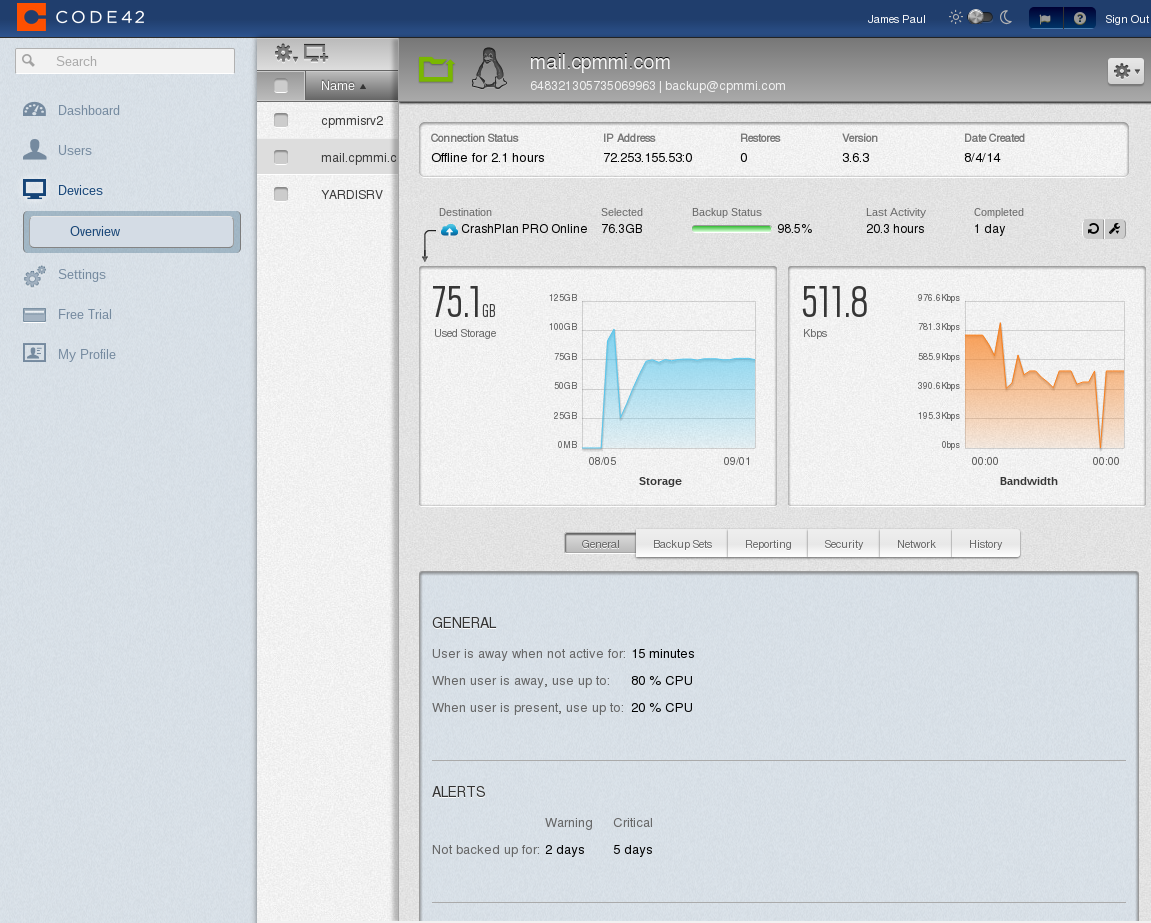 CODE42
James Paul
Sign Out
Search
Dashboard
Users
Devices
Overview
Settings
Free Trial
My Profile
Name
cpmmisrv2
mail.cpmmi.c
YARDISRV
mail.cpmmi.com
648321305735069963 | backup@cpmmi.com
Connection Status IP Address Restores Version Date Created
Offline for 2.1 hours 72.253.155.53:0 0 3.6.3 8/4/14
Destination Selected Backup Status Last Activity Completed
CrashPlan PRO Online 76.3GB 98.5% 20.3 hours 1 day
75.1GB
Used Storage
125GB
100GB
75GB
50GB
25GB
0MB
08/05 09/01
Storage
511.8
Kbps
976.6Kbps
781.3Kbps
585.9Kbps
390.6Kbps
195.3Kbps
0bps
00:00 00:00
Bandwidth
General Backup Sets Reporting Security Network History
GENERAL
User is away when not active for: 15 minutes
When user is away, use up to: 80 % CPU
When user is present, use up to: 20 % CPU
ALERTS
Warning Critical
Not backed up for: 2 days 5 days